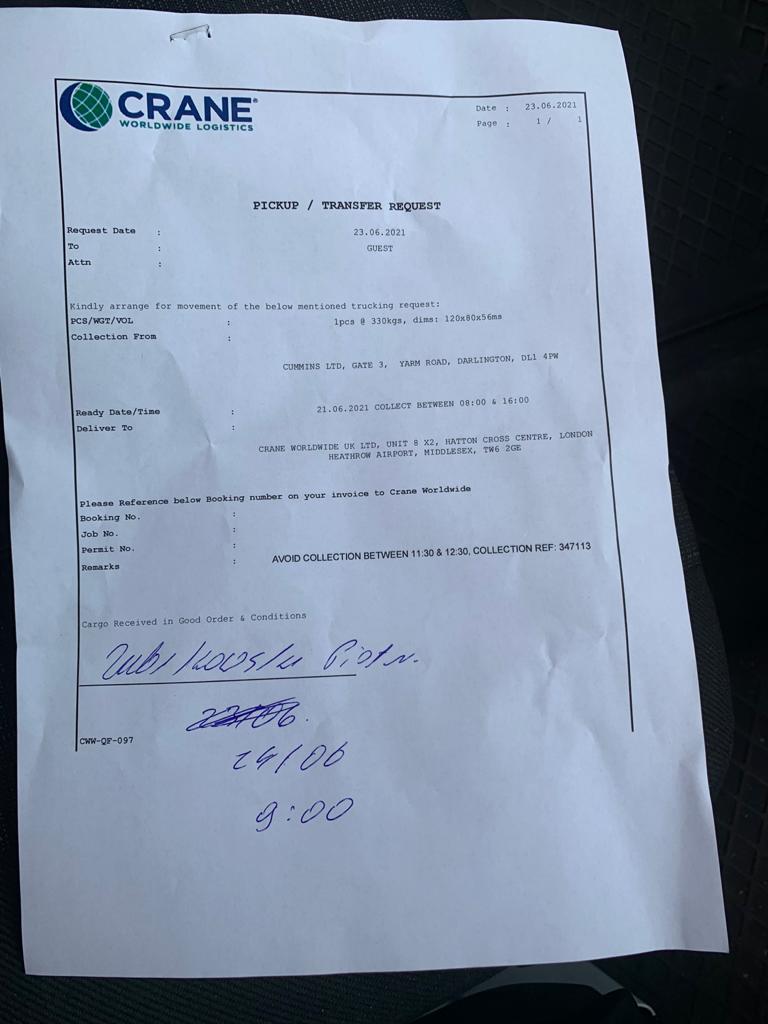 CRANE®
WORLDWIDE LOGISTICS
Date : 23.06.2021
Page : 1 / 1
PICKUP / TRANSFER REQUEST
Request Date : 23.06.2021
To : GUEST
Attn :
Kindly arrange for movement of the below mentioned trucking request:
PCS/WGT/VOL : 1pcs @ 330kgs, dims: 120x80x56ms
Collection From :
CUMMINS LTD, GATE 3, YARM ROAD, DARLINGTON, DL1 4PW
Ready Date/Time : 21.06.2021 COLLECT BETWEEN 08:00 & 16:00
Deliver To :
CRANE WORLDWIDE UK LTD, UNIT 8 X2, HATTON CROSS CENTRE, LONDON
HEATHROW AIRPORT, MIDDLESEX, TW6 2GE
Please Reference below Booking number on your invoice to Crane Worldwide
Booking No. :
Job No. :
Permit No. :
Remarks : AVOID COLLECTION BETWEEN 11:30 & 12:30, COLLECTION REF: 347113
Cargo Received in Good Order & Conditions
Piotr.
CWW-QF-097
24/06
9:00